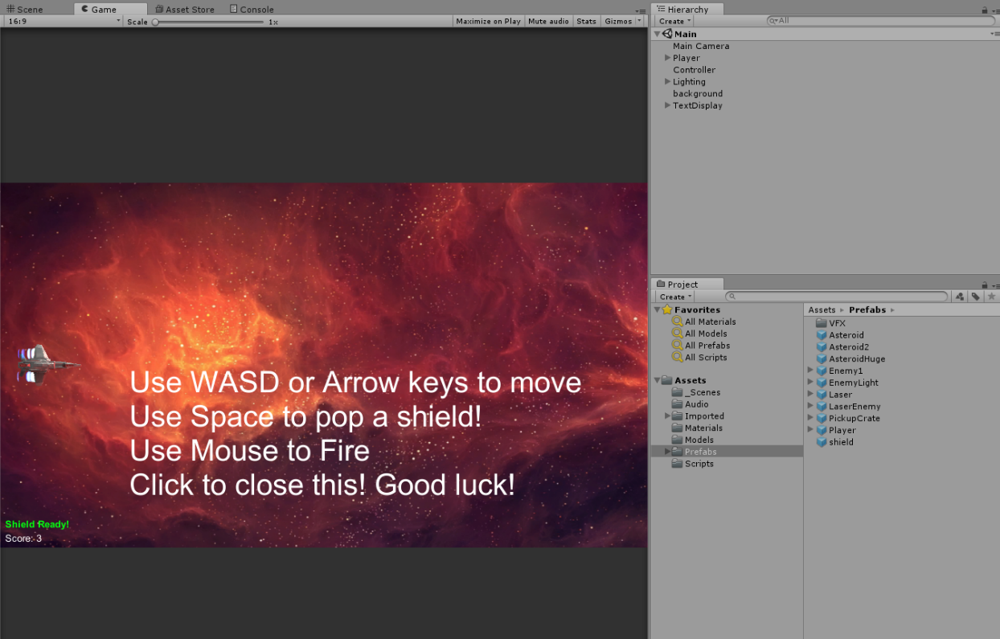 Scene Game Asset Store Console
16:9 Scale 1x Maximize on Play Mute audio Stats Gizmos
Use WASD or Arrow keys to move
Use Space to pop a shield!
Use Mouse to Fire
Click to close this! Good luck!
Shield Ready!
Score: 3
Hierarchy
Create All
Main
Main Camera
Player
Controller
Lighting
background
TextDisplay
Project
Create
Favorites
All Materials
All Models
All Prefabs
All Scripts
Assets
_Scenes
Audio
Imported
Materials
Models
Prefabs
Scripts
Assets Prefabs
VFX
Asteroid
Asteroid2
AsteroidHuge
Enemy1
EnemyLight
Laser
LaserEnemy
PickupCrate
Player
shield